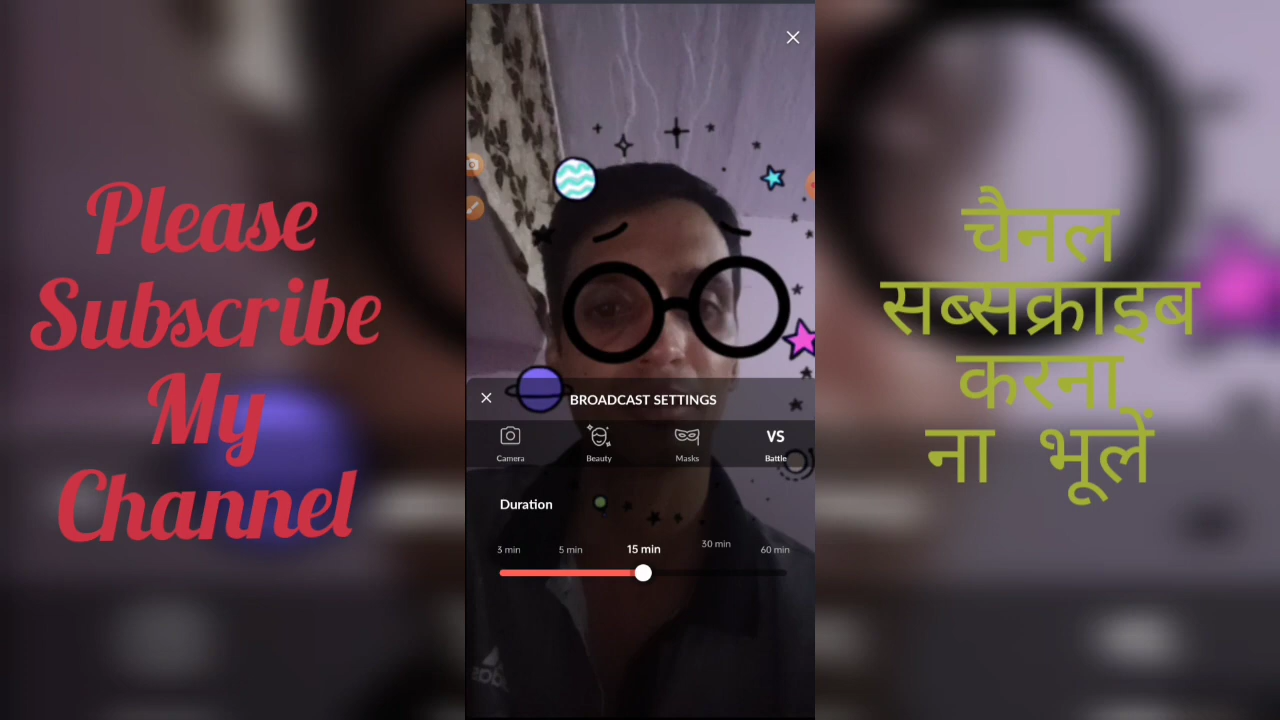 Please
Subscribe
My
Channel
BROADCAST SETTINGS
Camera
Beauty
Masks
VS
Battle
Duration
3 min
5 min
15 min
30 min
60 min
चैनल
सब्सक्राइब
करना
ना भूलें